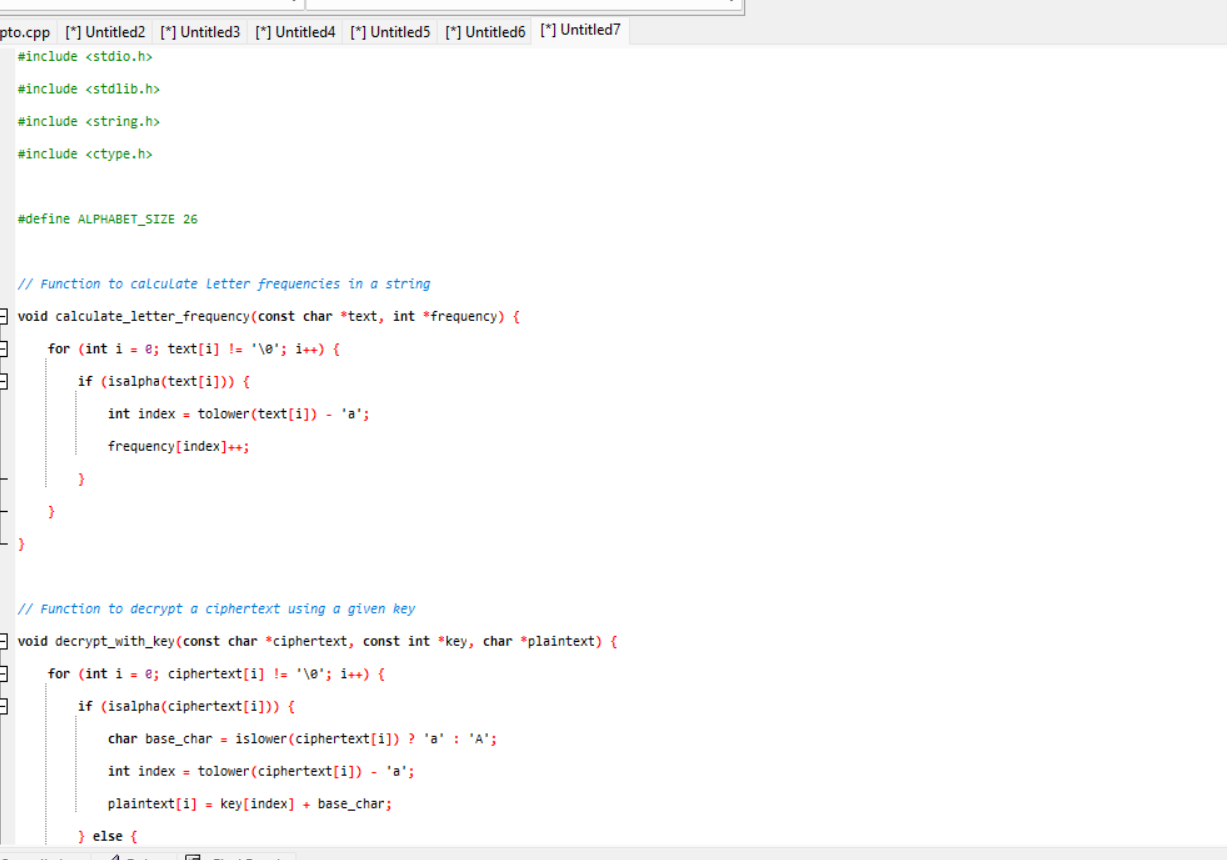 pto.cpp [*] Untitled2 [*] Untitled3 [*] Untitled4 [*] Untitled5 [*] Untitled6 [*] Untitled7
#include <stdio.h>
#include <stdlib.h>
#include <string.h>
#include <ctype.h>
#define ALPHABET_SIZE 26
// Function to calculate letter frequencies in a string
void calculate_letter_frequency(const char *text, int *frequency) {
for (int i = 0; text[i] != '\0'; i++) {
if (isalpha(text[i])) {
int index = tolower(text[i]) - 'a';
frequency[index]++;
}
}
}
// Function to decrypt a ciphertext using a given key
void decrypt_with_key(const char *ciphertext, const int *key, char *plaintext) {
for (int i = 0; ciphertext[i] != '\0'; i++) {
if (isalpha(ciphertext[i])) {
char base_char = islower(ciphertext[i]) ? 'a' : 'A';
int index = tolower(ciphertext[i]) - 'a';
plaintext[i] = key[index] + base_char;
} else {